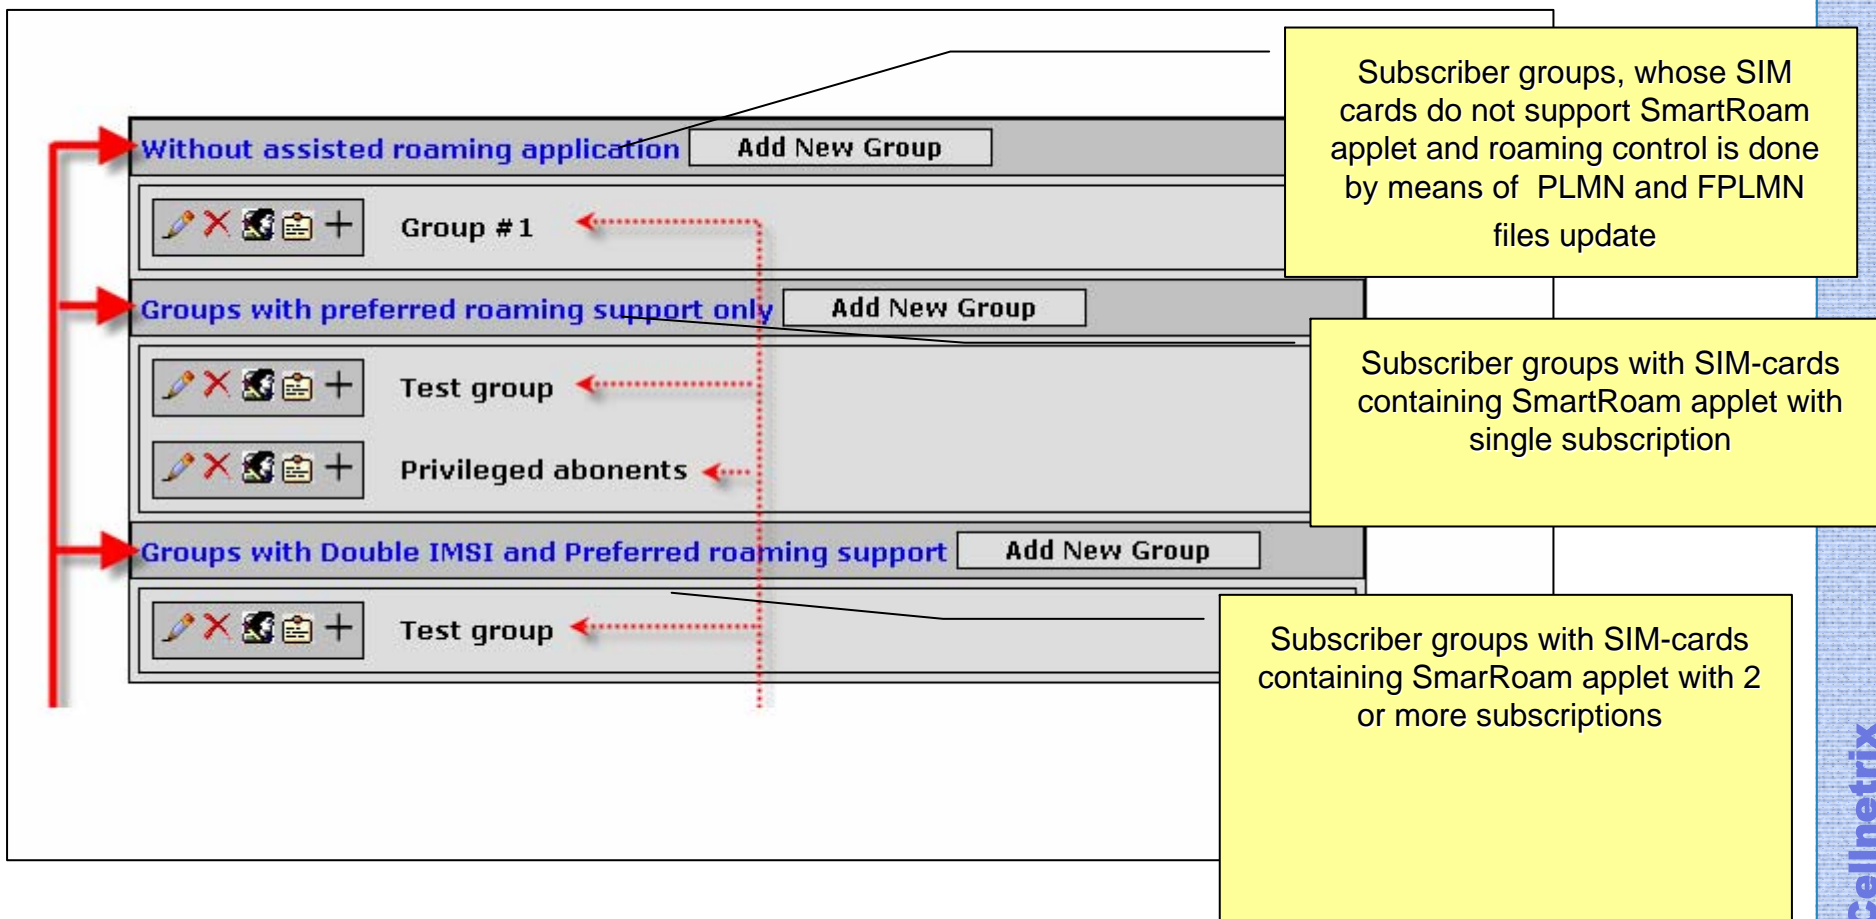 Subscriber groups, whose SIM
cards do not support SmartRoam
applet and roaming control is done
by means of PLMN and FPLMN
files update
Without assisted roaming application Add New Group
Group #1
Groups with preferred roaming support only Add New Group
Subscriber groups with SIM-cards
containing SmartRoam applet with
single subscription
Test group
Privileged abonents
Groups with Double IMSI and Preferred roaming support Add New Group
Test group
Subscriber groups with SIM-cards
containing SmarRoam applet with 2
or more subscriptions
cellnetrix